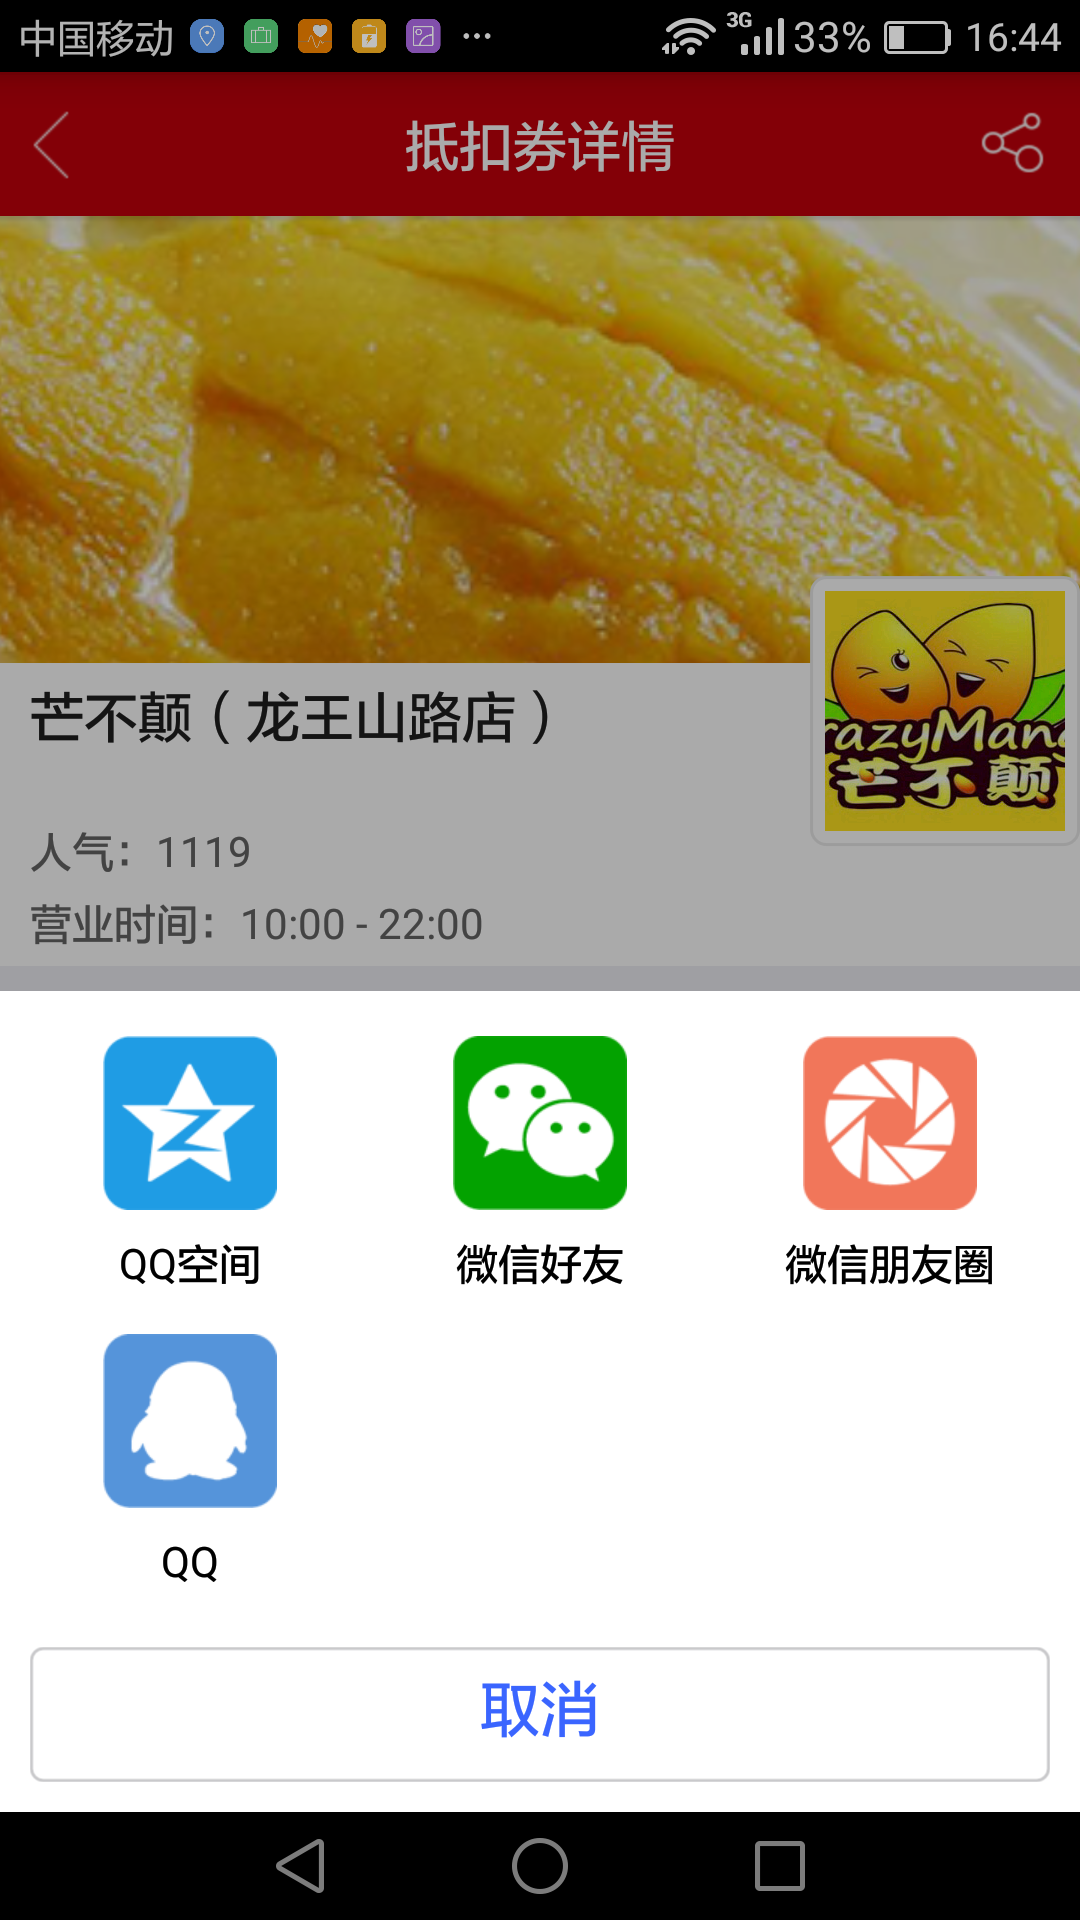 中国移动 3G 33% 16:44
抵扣券详情
芒不颠（龙王山路店）
razyMang
芒不颠
人气：1119
营业时间：10:00 - 22:00
QQ空间 微信好友 微信朋友圈
QQ
取消